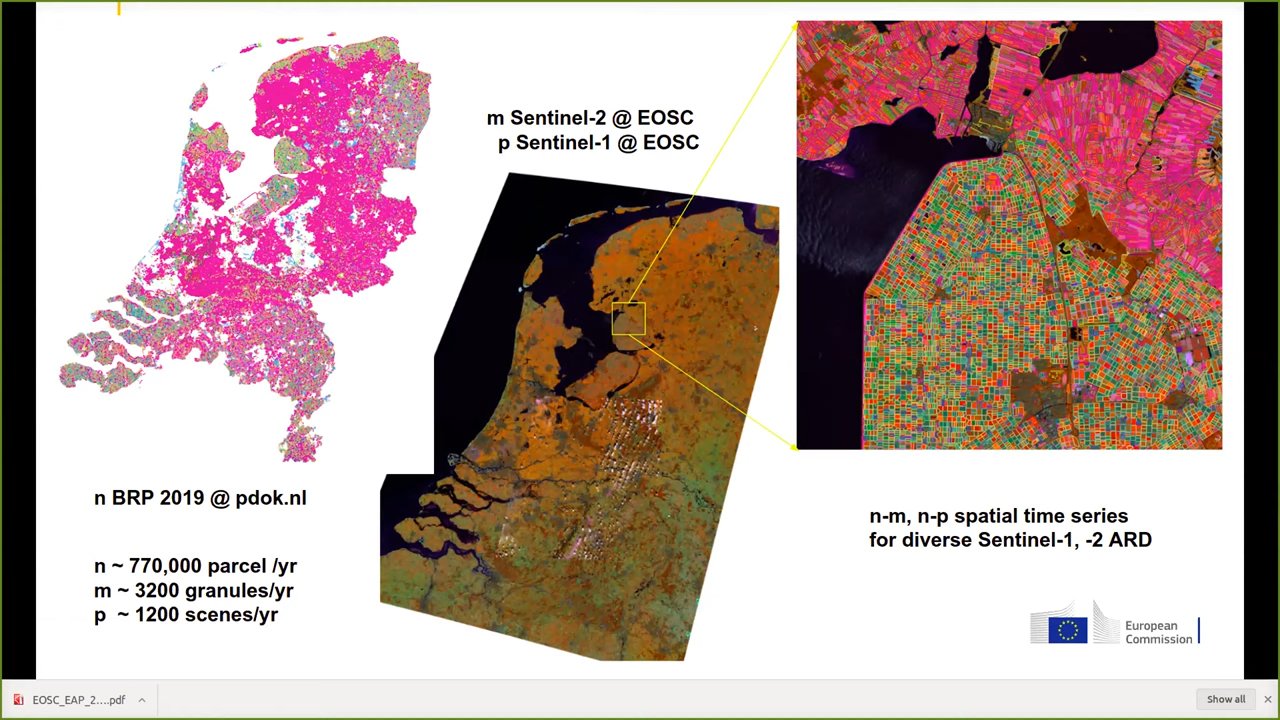 m Sentinel-2 @ EOSC
p Sentinel-1 @ EOSC
n BRP 2019 @ pdok.nl
n ~ 770,000 parcel /yr
m ~ 3200 granules/yr
p ~ 1200 scenes/yr
n-m, n-p spatial time series
for diverse Sentinel-1, -2 ARD
European
Commission
EOSC_EAP_2....pdf
Show all